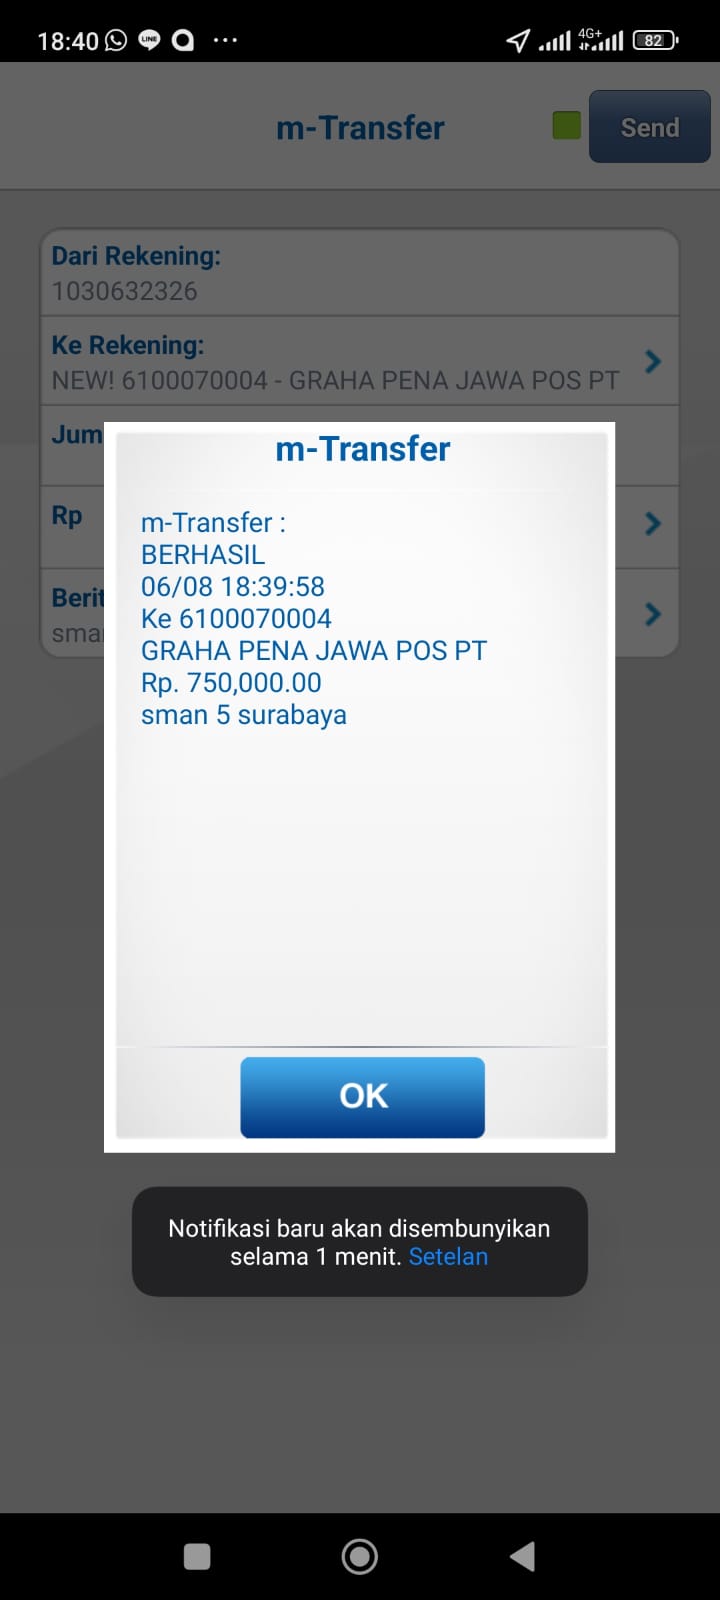 18:40
LINE
4G+
82
m-Transfer
Send
Dari Rekening:
1030632326
Ke Rekening:
NEW! 6100070004 - GRAHA PENA JAWA POS PT
Jum
Rp
Berit
sma
m-Transfer
m-Transfer :
BERHASIL
06/08 18:39:58
Ke 6100070004
GRAHA PENA JAWA POS PT
Rp. 750,000.00
sman 5 surabaya
OK
Notifikasi baru akan disembunyikan
selama 1 menit. Setelan